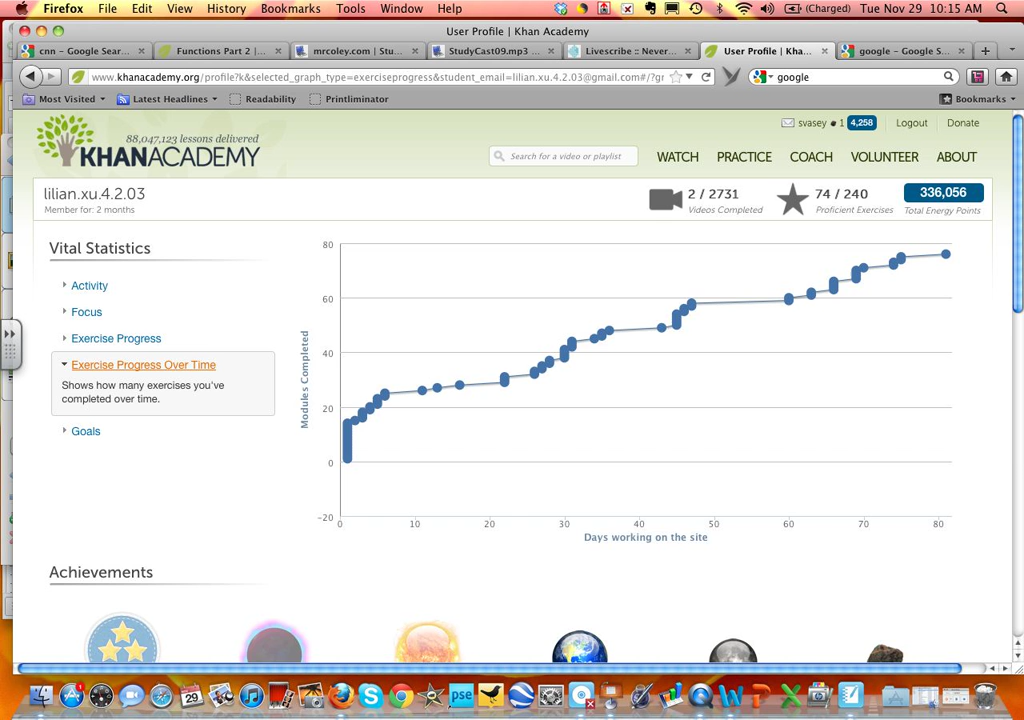 Firefox File Edit View History Bookmarks Tools Window Help (Charged) Tue Nov 29 10:15 AM
User Profile | Khan Academy
cnn - Google Sear... Functions Part 2 | ... mrcoley.com | Stu... StudyCast09.mp3 ... Livescribe :: Never... User Profile | Kha... google - Google S...
www.khanacademy.org/profile?k&selected_graph_type=exerciseprogress&student_email=lilian.xu.4.2.03@gmail.com#/?gr google
Most Visited Latest Headlines Readability Printliminator Bookmarks
svasey 1 4,258 Logout Donate
88,047,123 lessons delivered
KHANACADEMY
Search for a video or playlist
WATCH PRACTICE COACH VOLUNTEER ABOUT
lilian.xu.4.2.03
Member for: 2 months
2 / 2731
Videos Completed
74 / 240
Proficient Exercises
336,056
Total Energy Points
Vital Statistics
Activity
Focus
Exercise Progress
Exercise Progress Over Time
Shows how many exercises you've
completed over time.
Goals
Modules Completed
80
60
40
20
0
-20
0 10 20 30 40 50 60 70 80
Days working on the site
Achievements
1
29
pse